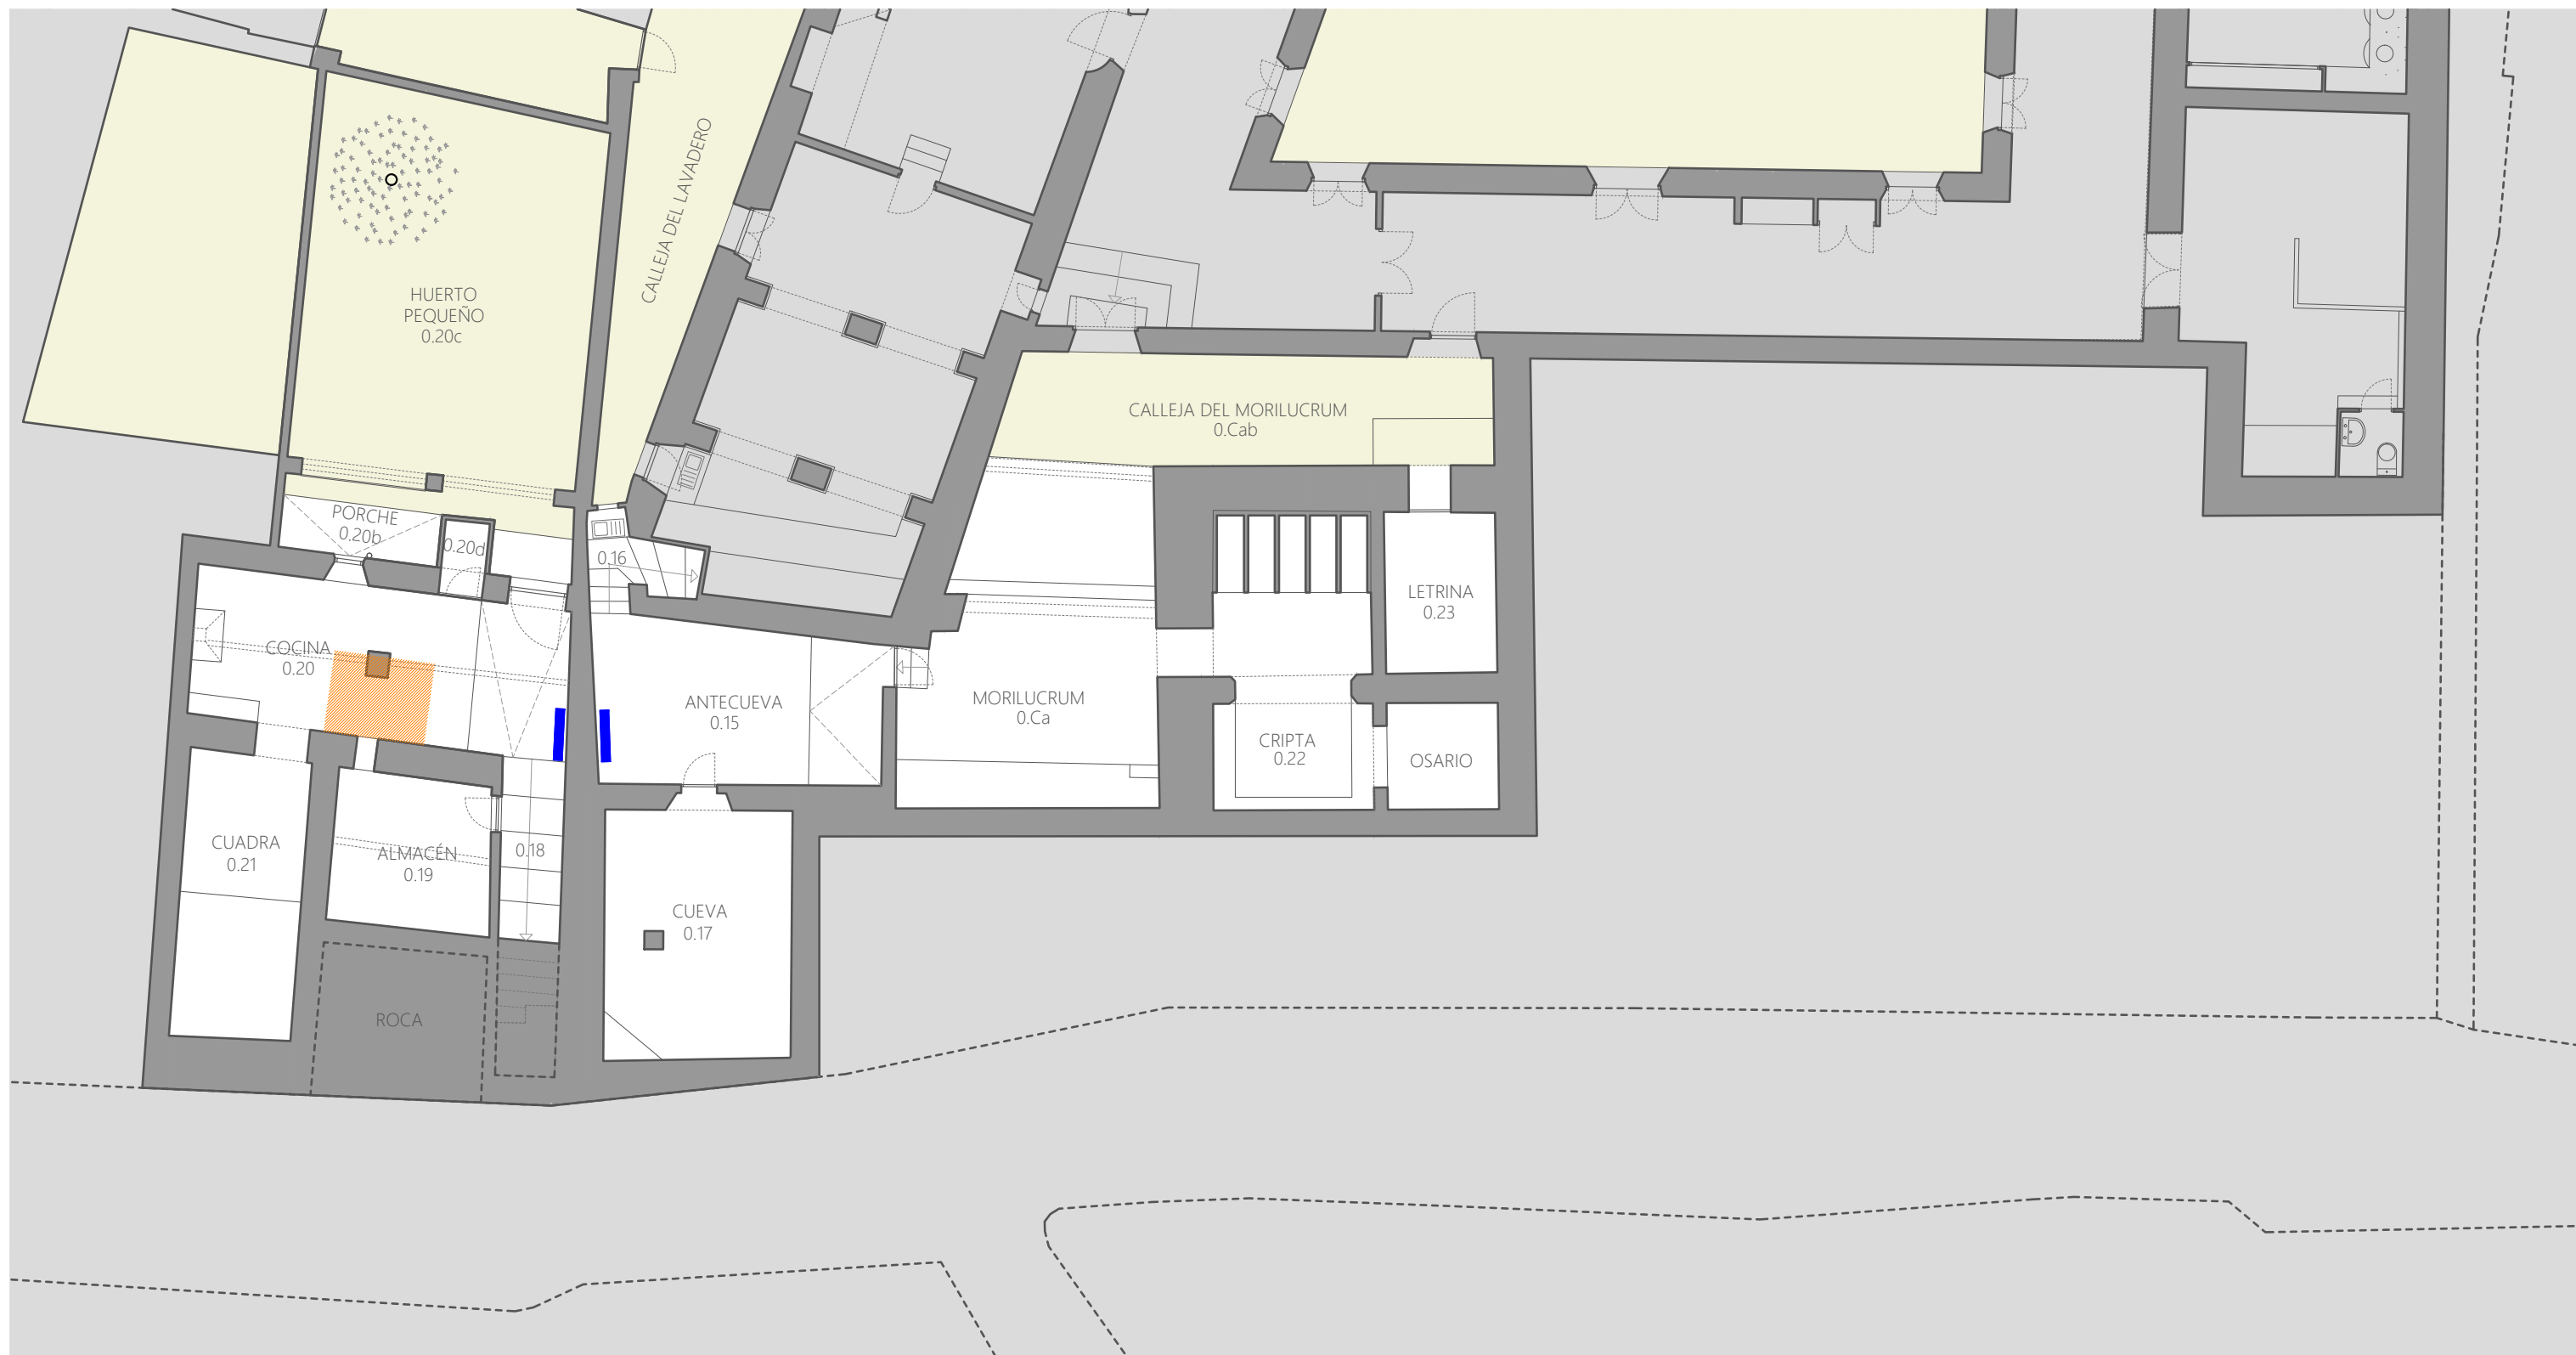 CALLEJA DEL LAVADERO
HUERTO
PEQUEÑO
0.20c
CALLEJA DEL MORILUCRUM
0.Cab
PORCHE
0.20b
0.20d
0.16
LETRINA
0.23
COCINA
0.20
ANTECUEVA
0.15
MORILUCRUM
0.Ca
CRIPTA
0.22
OSARIO
CUADRA
0.21
ALMACÉN
0.19
0.18
CUEVA
0.17
ROCA